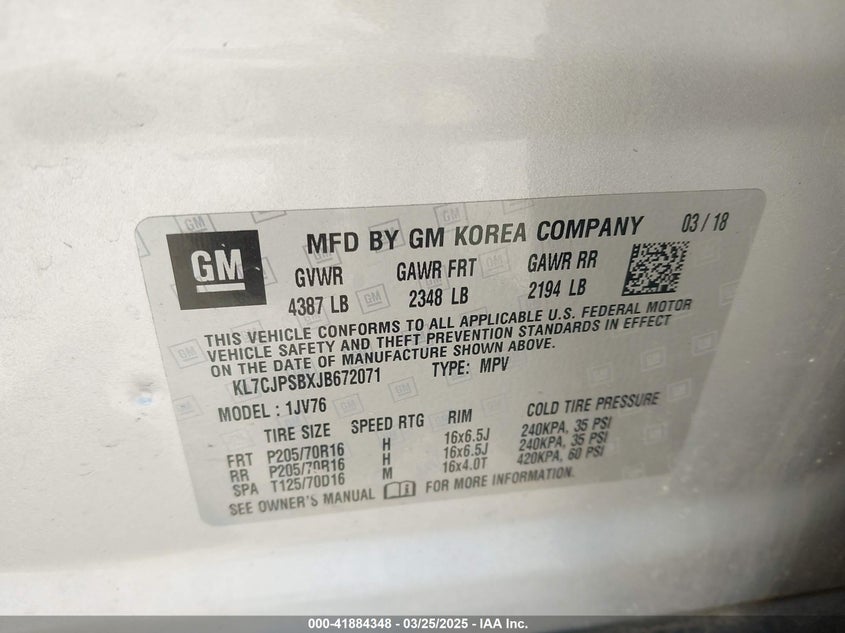 GM
MFD BY GM KOREA COMPANY 03 / 18
GVWR GAWR FRT GAWR RR
4387 LB 2348 LB 2194 LB
THIS VEHICLE CONFORMS TO ALL APPLICABLE U.S. FEDERAL MOTOR
VEHICLE SAFETY AND THEFT PREVENTION STANDARDS IN EFFECT
ON THE DATE OF MANUFACTURE SHOWN ABOVE.
KL7CJPSBXJB672071 TYPE: MPV
MODEL : 1JV76
TIRE SIZE SPEED RTG RIM COLD TIRE PRESSURE
FRT P205/70R16 H 16x6.5J 240KPA, 35 PSI
RR P205/70R16 H 16x6.5J 240KPA, 35 PSI
SPA T125/70D16 M 16x4.0T 420KPA, 60 PSI
SEE OWNER'S MANUAL FOR MORE INFORMATION.
000-41884348 - 03/25/2025 - IAA Inc.